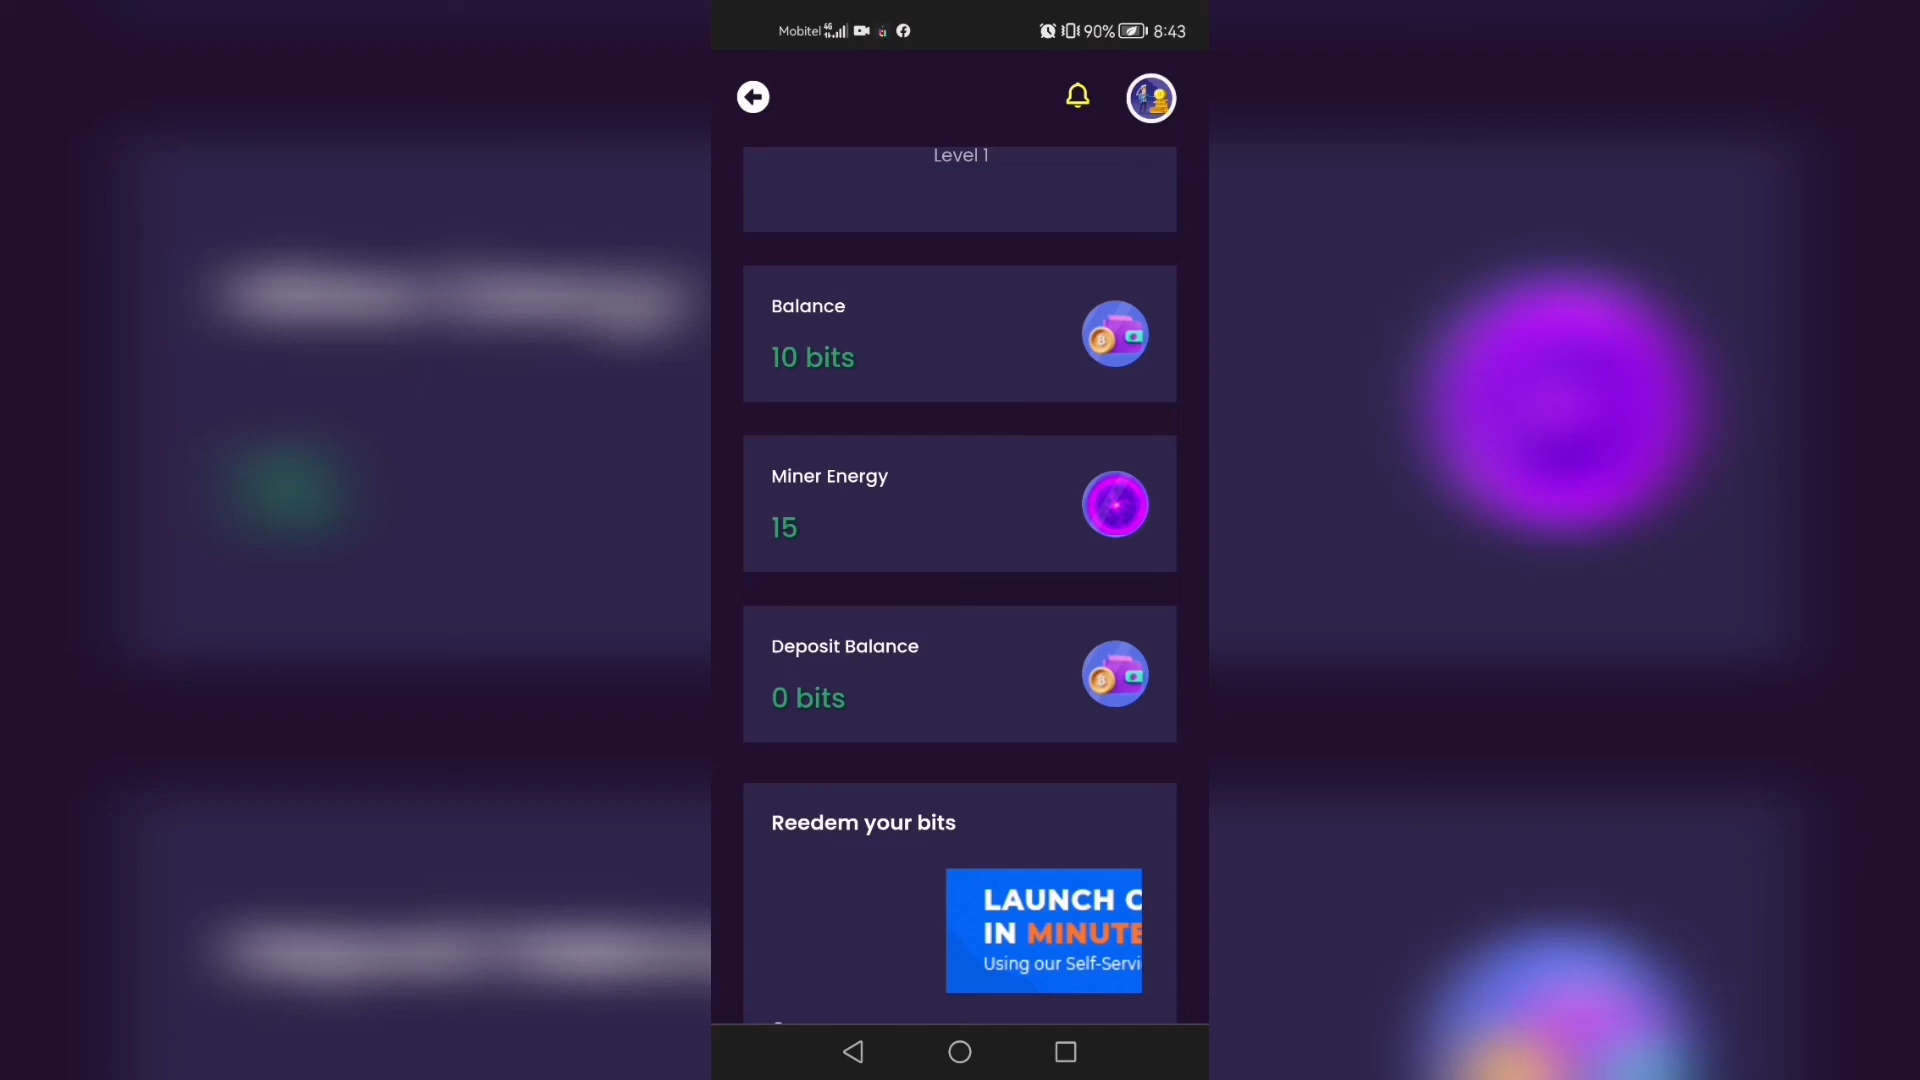 Mobitel 4G 90% 8:43
Level 1
Balance
10 bits
Miner Energy
15
Deposit Balance
0 bits
Reedem your bits
LAUNCH
IN MINUTE
Using our Self-Servi